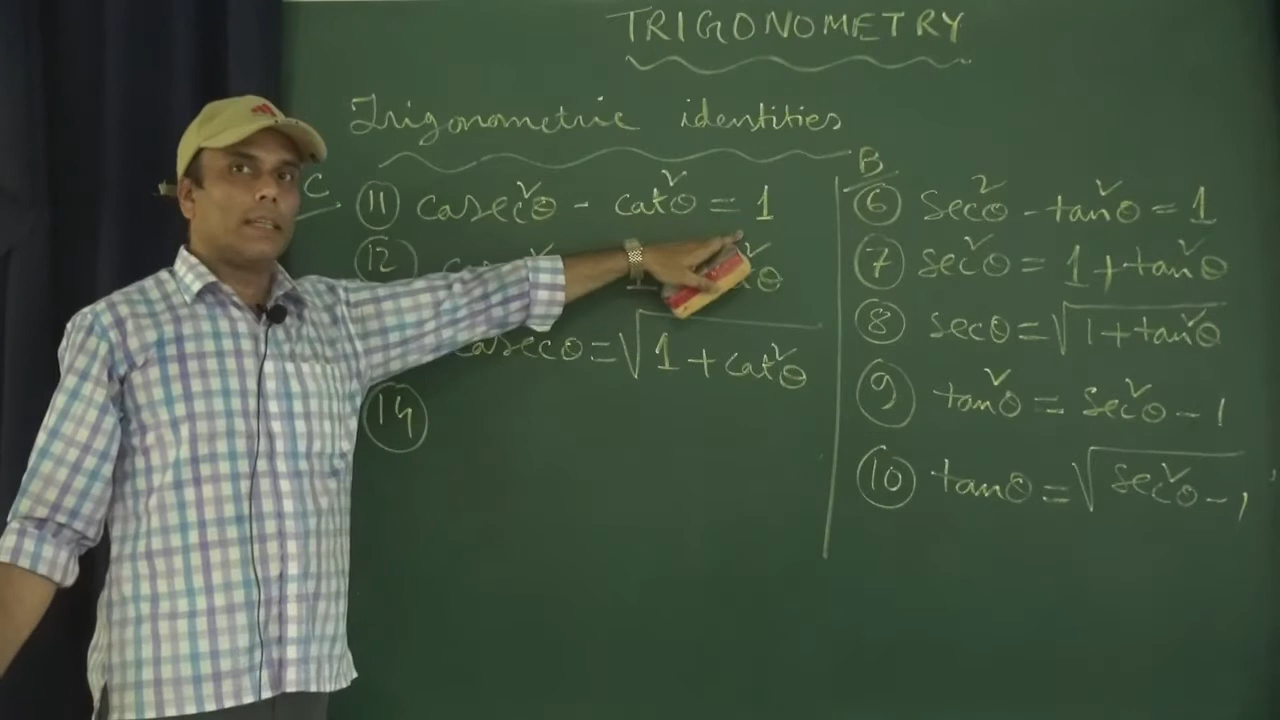 TRIGONOMETRY
Trigonometric identities
C
⑪ cosec²θ - cot²θ = 1
⑫ θ
cosecθ = √1 + cot²θ
⑭
B
⑥ sec²θ - tan²θ = 1
⑦ sec²θ = 1 + tan²θ
⑧ secθ = √1 + tan²θ
⑨ tan²θ = sec²θ - 1
⑩ tanθ = √sec²θ - 1